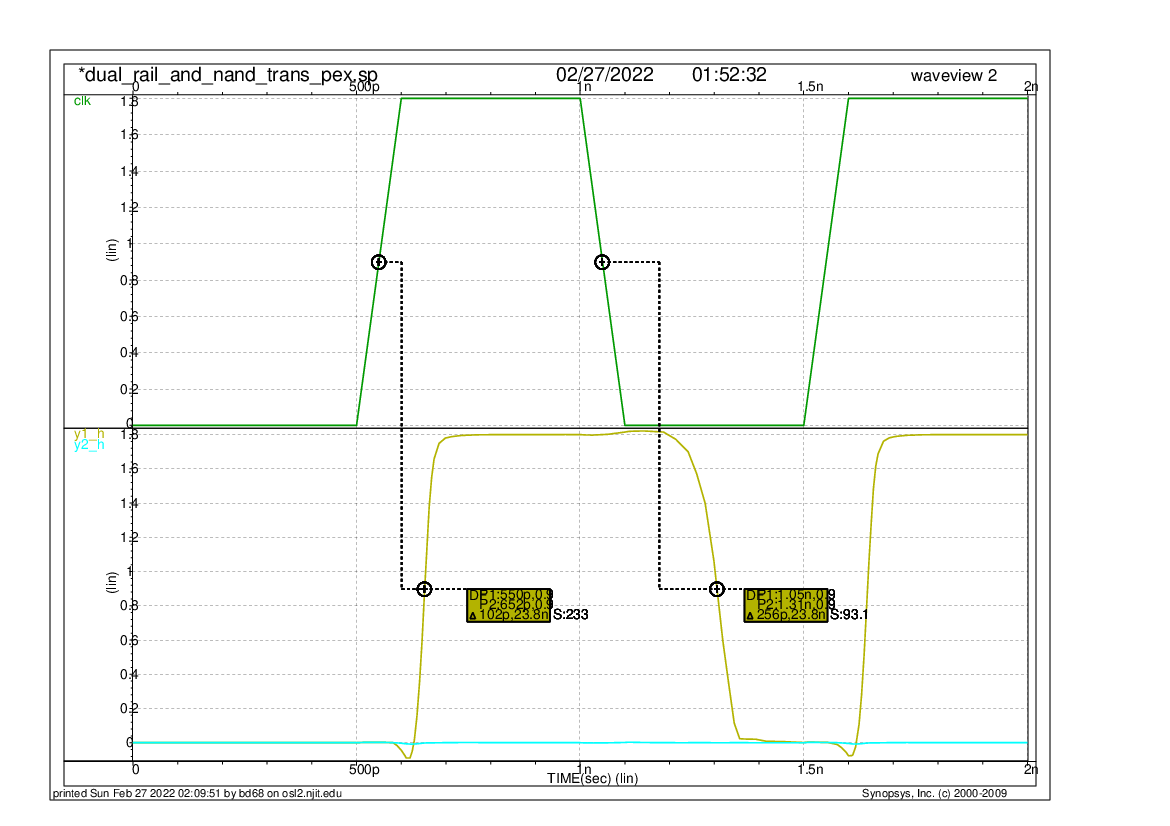 *dual_rail_and_nand_trans_pex.sp 02/27/2022 01:52:32 waveview 2
0 500p 1n 1.5n 2n
clk
1.8
1.6
1.4
1.2
1
(lin)
0.8
0.6
0.4
0.2
0
y1_h
y2_h
1.8
1.6
1.4
1.2
1
(lin)
0.8
0.6
0.4
0.2
0
DP1:550p,0.9
P2:652p,0.9
Δ 102p,23.8n S:233
DP1:1.05n,0.9
P2:1.31n,0.9
Δ 256p,23.8n S:93.1
0 500p 1n 1.5n 2n
TIME(sec) (lin)
printed Sun Feb 27 2022 02:09:51 by bd68 on osl2.njit.edu Synopsys, Inc. (c) 2000-2009